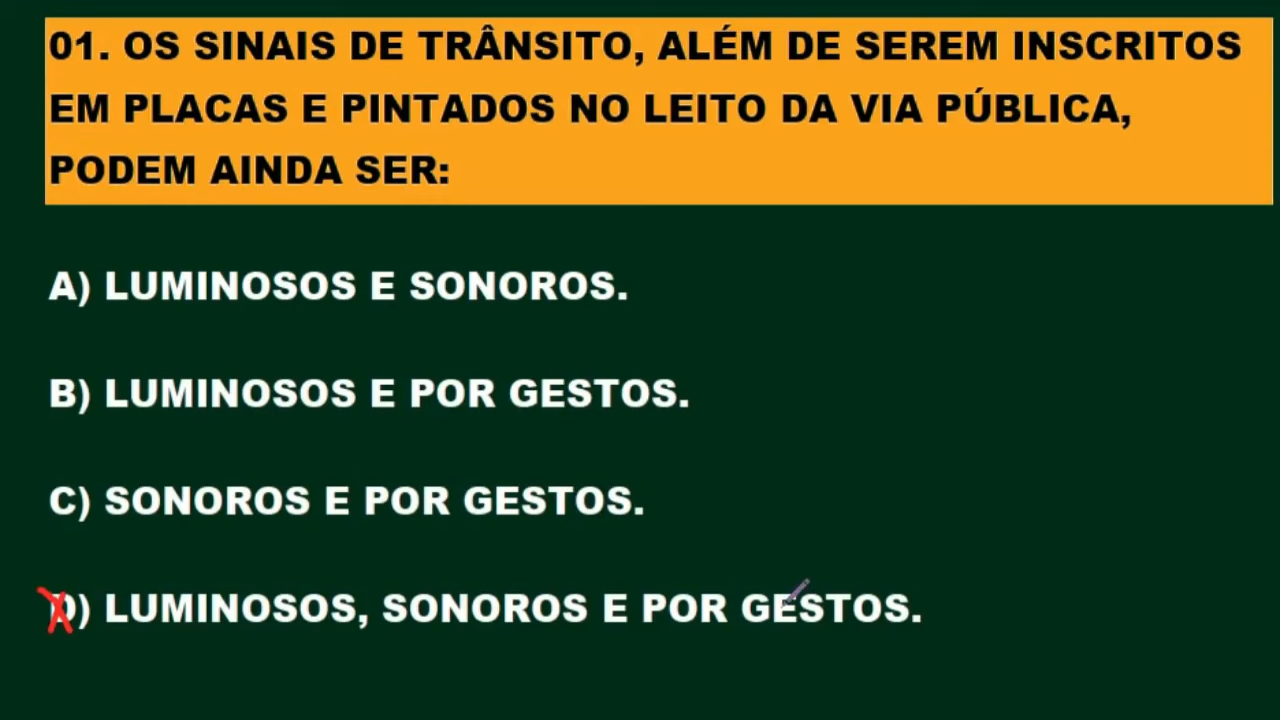 01. OS SINAIS DE TRÂNSITO, ALÉM DE SEREM INSCRITOS
EM PLACAS E PINTADOS NO LEITO DA VIA PÚBLICA,
PODEM AINDA SER:
A) LUMINOSOS E SONOROS.
B) LUMINOSOS E POR GESTOS.
C) SONOROS E POR GESTOS.
D) LUMINOSOS, SONOROS E POR GESTOS.